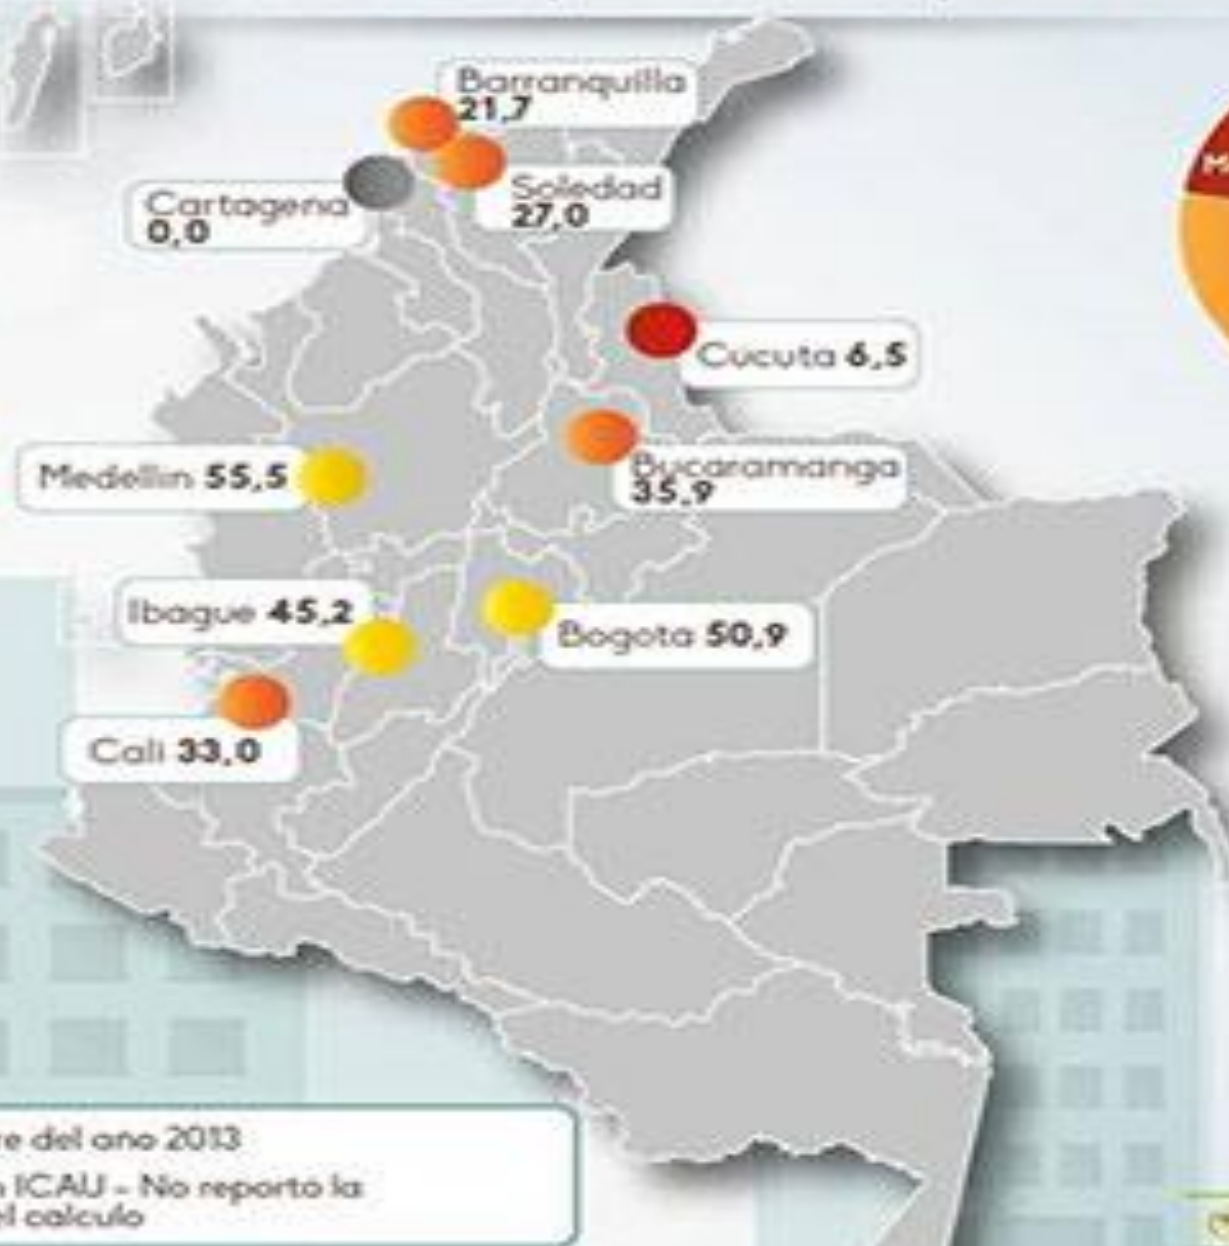 Barranquilla
21,7
Soledad
27,0
Cartagena
0,0
Cucuta 6,5
Bucaramanga
35,9
Medellin 55,5
Ibague 45,2
Bogota 50,9
Cali 33,0
re del ano 2013
ICAU - No reporto la
el calculo